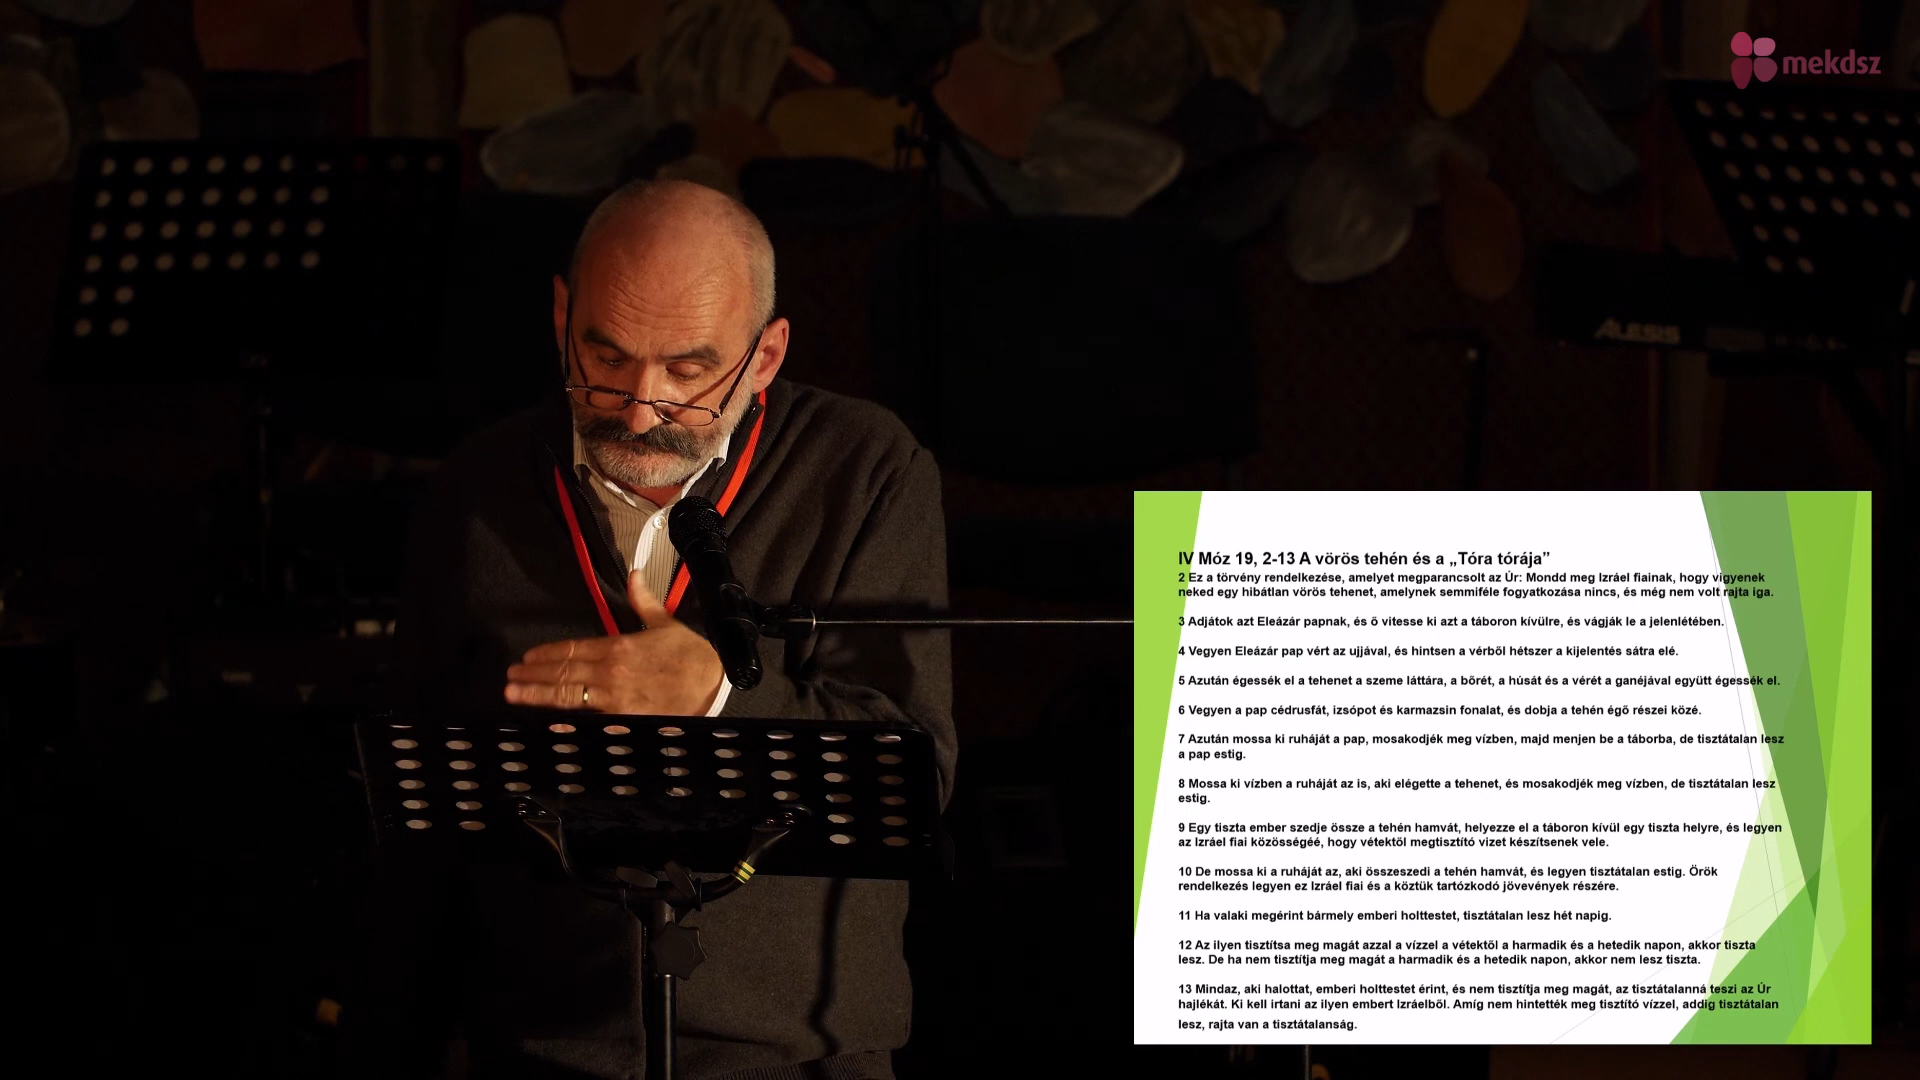 mekdsz
ALESIS
IV Móz 19, 2-13 A vörös tehén és a „Tóra tórája”
2 Ez a törvény rendelkezése, amelyet megparancsolt az Úr: Mondd meg Izráel fiainak, hogy vigyenek
neked egy hibátlan vörös tehenet, amelynek semmiféle fogyatkozása nincs, és még nem volt rajta iga.
3 Adjátok azt Eleázár papnak, és ő vitesse ki azt a táboron kívülre, és vágják le a jelenlétében.
4 Vegyen Eleázár pap vért az ujjával, és hintsen a vérből hétszer a kijelentés sátra elé.
5 Azután égessék el a tehenet a szeme láttára, a bőrét, a húsát és a vérét a ganéjával együtt égessék el.
6 Vegyen a pap cédrusfát, izsópot és karmazsin fonalat, és dobja a tehén égő részei közé.
7 Azután mossa ki ruháját a pap, mosakodjék meg vízben, majd menjen be a táborba, de tisztátalan lesz
a pap estig.
8 Mossa ki vízben a ruháját az is, aki elégette a tehenet, és mosakodjék meg vízben, de tisztátalan lesz
estig.
9 Egy tiszta ember szedje össze a tehén hamvát, helyezze el a táboron kívül egy tiszta helyre, és legyen
az Izráel fiai közösségéé, hogy vétektől megtisztító vizet készítsenek vele.
10 De mossa ki a ruháját az, aki összeszedi a tehén hamvát, és legyen tisztátalan estig. Örök
rendelkezés legyen ez Izráel fiai és a köztük tartózkodó jövevények részére.
11 Ha valaki megérint bármely emberi holttestet, tisztátalan lesz hét napig.
12 Az ilyen tisztítsa meg magát azzal a vízzel a vétektől a harmadik és a hetedik napon, akkor tiszta
lesz. De ha nem tisztítja meg magát a harmadik és a hetedik napon, akkor nem lesz tiszta.
13 Mindaz, aki halottat, emberi holttestet érint, és nem tisztítja meg magát, az tisztátalanná teszi az Úr
hajlékát. Ki kell irtani az ilyen embert Izráelből. Amíg nem hintették meg tisztító vízzel, addig tisztátalan
lesz, rajta van a tisztátalanság.